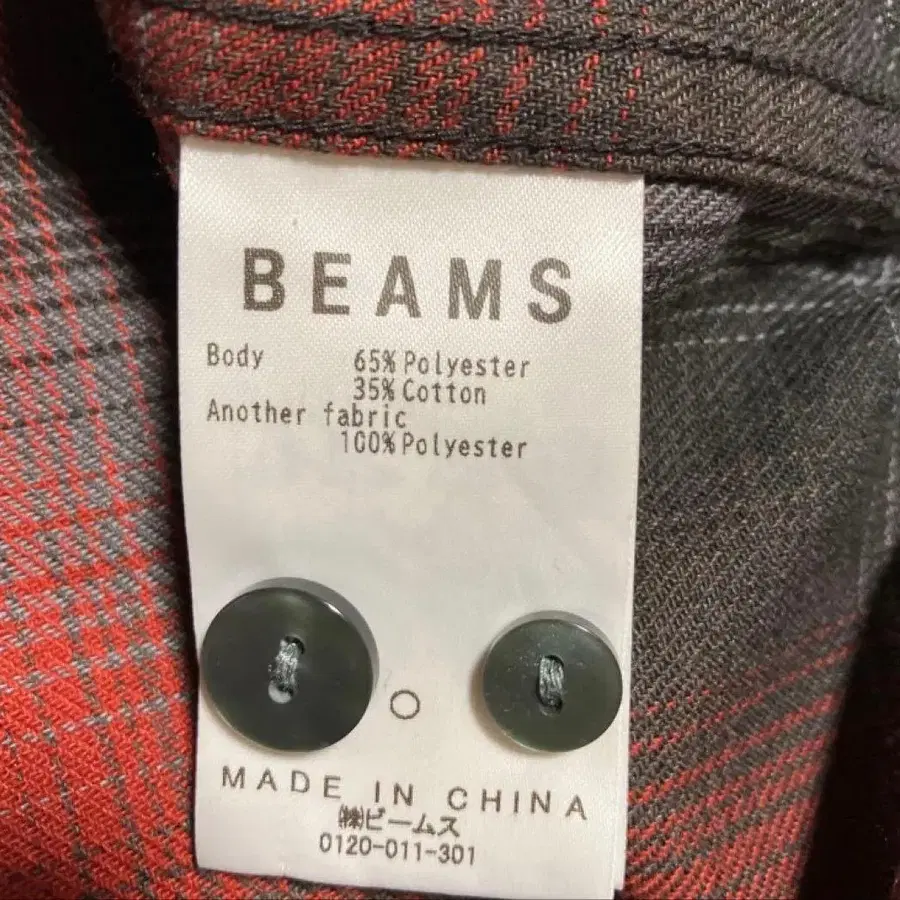 BEAMS
Body 65% Polyester
35% Cotton
Another fabric
100% Polyester
MADE IN CHINA
㈱ビームス
0120-011-301